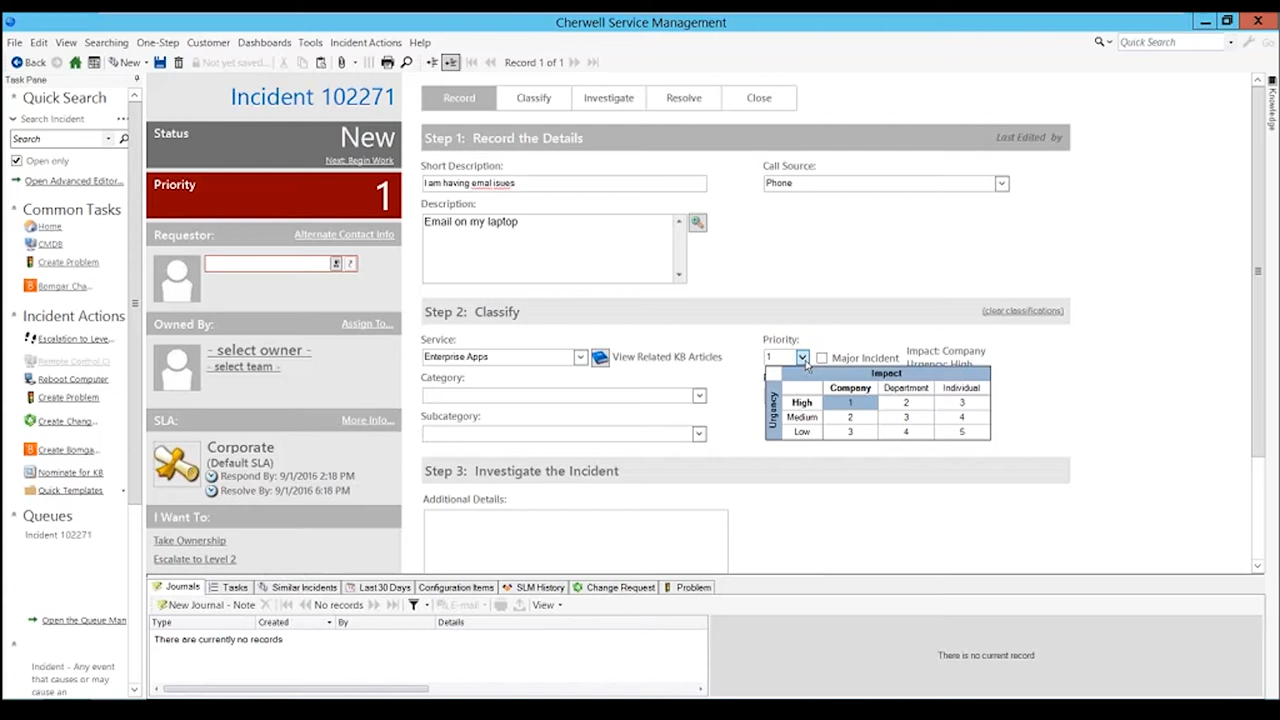 Cherwell Service Management
File Edit View Searching One-Step Customer Dashboards Tools Incident Actions Help
Quick Search Go
Back New Not yet saved... Record 1 of 1
Task Pane
Quick Search
Search Incident
Search
Open only
Open Advanced Editor...
Common Tasks
Home
CMDB
Create Problem
Bomgar Cha...
Incident Actions
Escalation to Leve...
Remote Control Cl
Reboot Computer
Create Problem
Create Chang...
Create Bomga...
Nominate for KB
Quick Templates
Queues
Incident 102271
Open the Queue Man
Incident - Any event
that causes or may
cause an
Incident 102271
Status
New
Next: Begin Work
Priority
1
Requestor: Alternate Contact Info
?
Owned By: Assign To...
- select owner -
- select team -
SLA: More Info...
Corporate
(Default SLA)
Respond By: 9/1/2016 2:18 PM
Resolve By: 9/1/2016 6:18 PM
I Want To:
Take Ownership
Escalate to Level 2
Record Classify Investigate Resolve Close
Step 1: Record the Details Last Edited by
Short Description: Call Source:
I am having emal isues Phone
Description:
Email on my laptop
Step 2: Classify (clear classifications)
Service: Priority:
Enterprise Apps View Related KB Articles 1 Major Incident Impact: Company
Urgency: High
Category:
Subcategory:
Impact
Urgency
Company Department Individual
High 1 2 3
Medium 2 3 4
Low 3 4 5
Step 3: Investigate the Incident
Additional Details:
Journals Tasks Similar Incidents Last 30 Days Configuration Items SLM History Change Request Problem
New Journal - Note No records E-mail View
Type Created By Details
There are currently no records
There is no current record
Knowledge